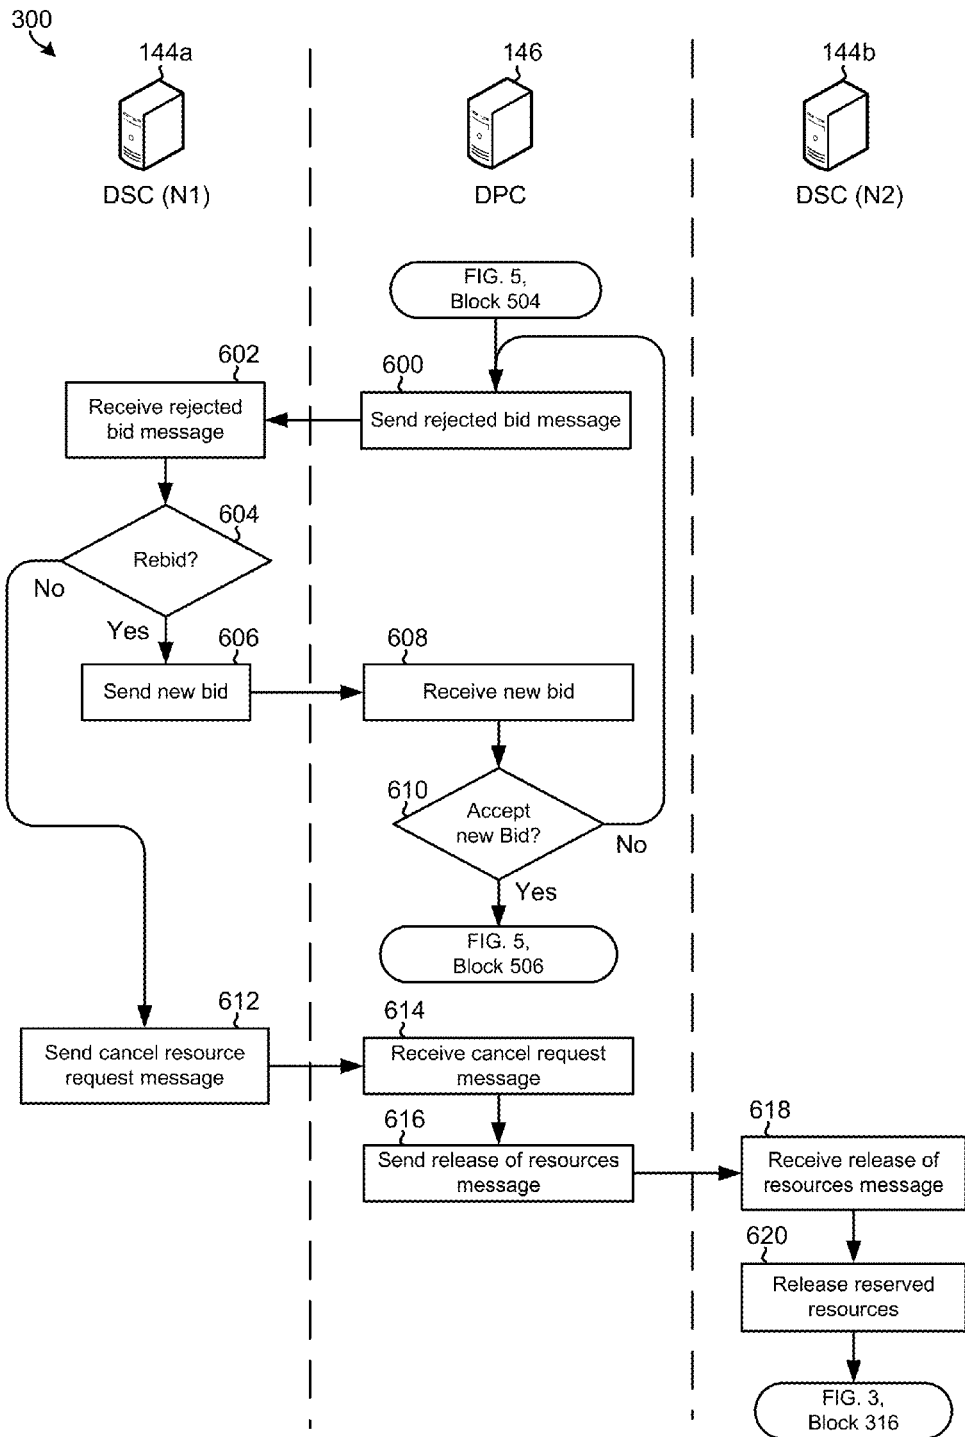 300
144a
146
144b
DSC (N1)
DPC
DSC (N2)
FIG. 5,
Block 504
602
600
Receive rejected
bid message
Send rejected bid message
604
Rebid?
No
Yes
606
608
Send new bid
Receive new bid
610
Accept
new Bid?
No
Yes
FIG. 5,
Block 506
612
614
Send cancel resource
request message
Receive cancel request
message
616
618
Send release of resources
message
Receive release of
resources message
620
Release reserved
resources
FIG. 3,
Block 316